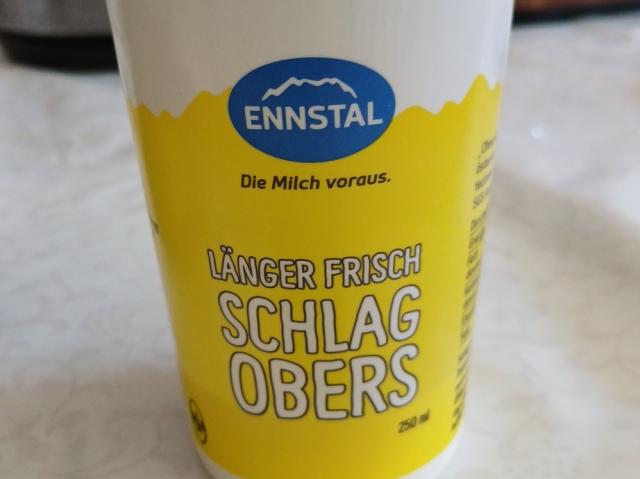 ENNSTAL
Die Milch voraus.
LÄNGER FRISCH
SCHLAG
OBERS
250 ml